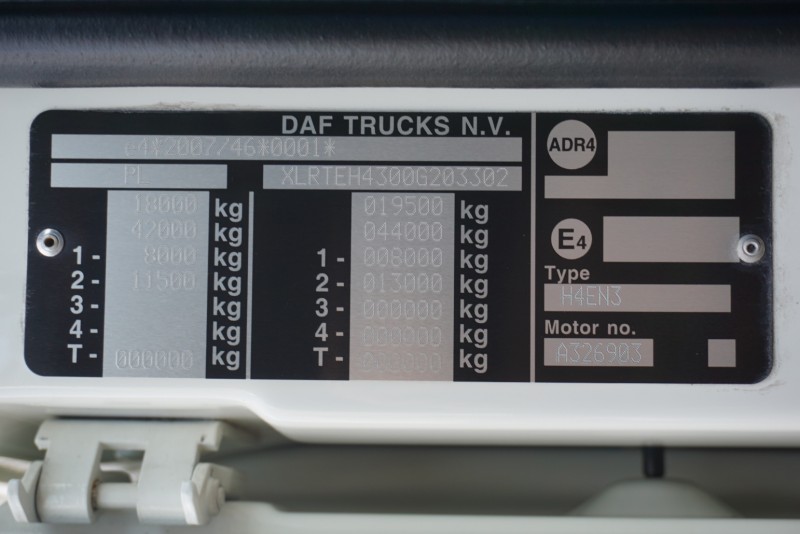 DAF TRUCKS N.V.
e4*2007/46*0001*
PL XLRTEH4300G203302
18000 kg 019500 kg
42000 kg 044000 kg
1 - 8000 kg 1 - 008000 kg
2 - 11500 kg 2 - 013000 kg
3 - kg 3 - 000000 kg
4 - kg 4 - 000000 kg
T - 000000 kg T - kg
ADR4
E4
Type
H4EN3
Motor no.
A326903